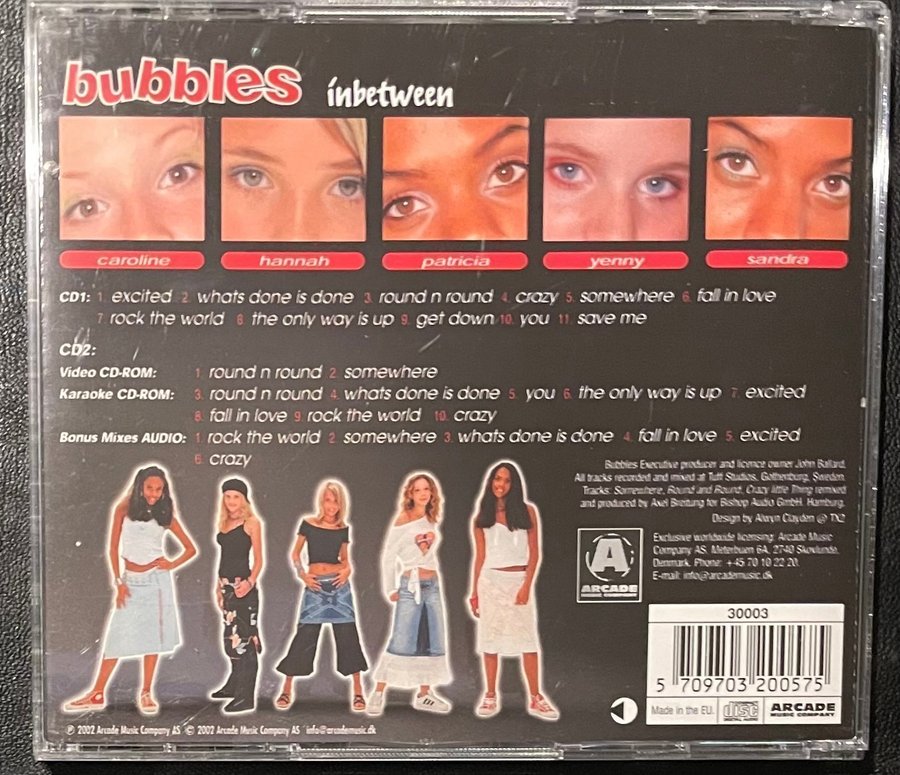 bubbles inbetween
caroline hannah patricia yenny sandra
CD1: 1. excited 2. whats done is done 3. round n round 4. crazy 5. somewhere 6. fall in love
7. rock the world 8. the only way is up 9. get down 10. you 11. save me
CD2:
Video CD-ROM: 1. round n round 2. somewhere
Karaoke CD-ROM: 3. round n round 4. whats done is done 5. you 6. the only way is up 7. excited
8. fall in love 9. rock the world 10. crazy
Bonus Mixes AUDIO: 1. rock the world 2. somewhere 3. whats done is done 4. fall in love 5. excited
6. crazy
Bubbles Executive producer and licence owner John Ballard.
All tracks recorded and mixed at Tuff Studios, Gothenburg, Sweden.
Tracks: Somewhere, Round and Round, Crazy little Thing remixed
and produced by Axel Breitung for Bishop Audio GmbH. Hamburg.
Design by Alwyn Clayden @ TX2
A
ARCADE
MUSIC COMPANY
Exclusive worldwide licensing: Arcade Music
Company AS, Meterbuen 6A, 2740 Skovlunde,
Denmark. Phone: +45 70 10 22 20.
E-mail: info@arcademusic.dk
30003
5 709703 200575
Made in the EU.
disc
DIGITAL AUDIO
ARCADE
MUSIC COMPANY
℗ 2002 Arcade Music Company AS © 2002 Arcade Music Company AS info@arcademusic.dk